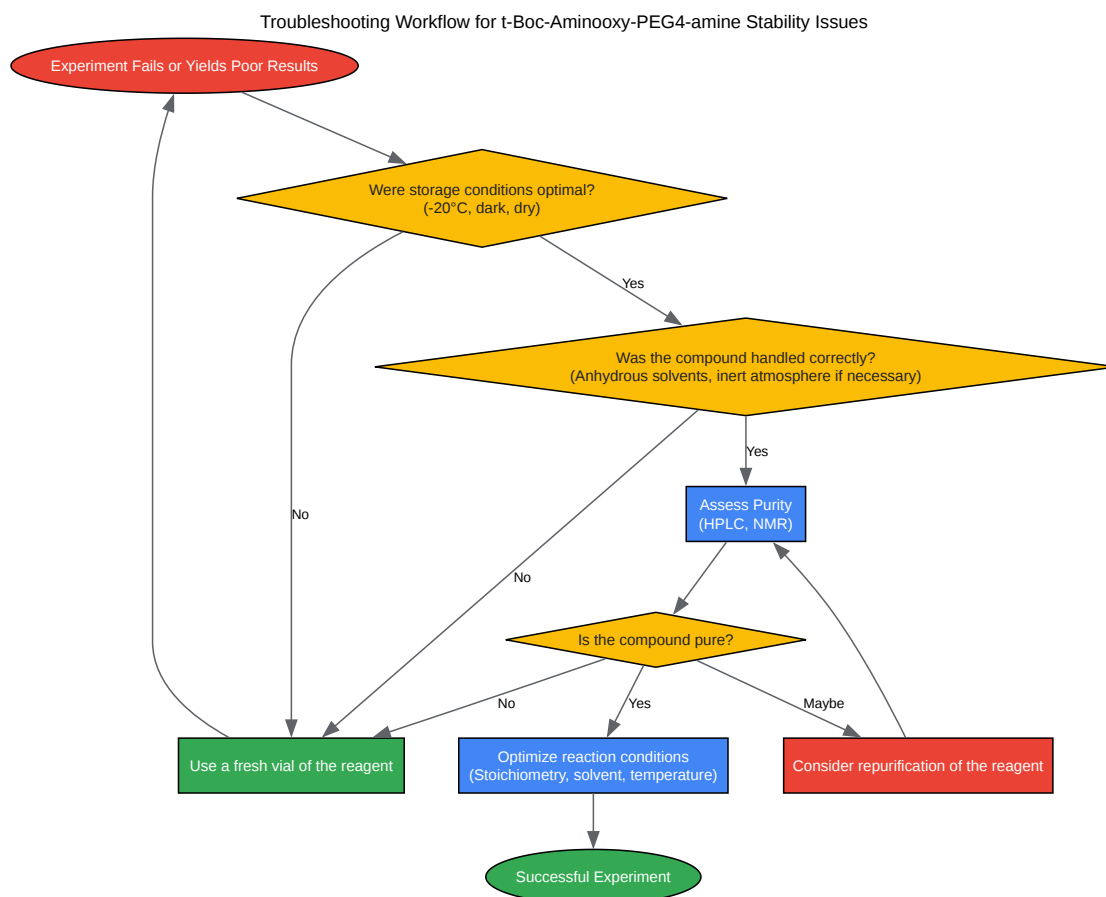 Troubleshooting Workflow for t-Boc-Aminooxy-PEG4-amine Stability Issues
Experiment Fails or Yields Poor Results
Were storage conditions optimal?
(-20°C, dark, dry)
Yes
Was the compound handled correctly?
(Anhydrous solvents, inert atmosphere if necessary)
Yes
Assess Purity
(HPLC, NMR)
No
No
Is the compound pure?
No
Yes
Maybe
Use a fresh vial of the reagent
Optimize reaction conditions
(Stoichiometry, solvent, temperature)
Consider repurification of the reagent
Successful Experiment